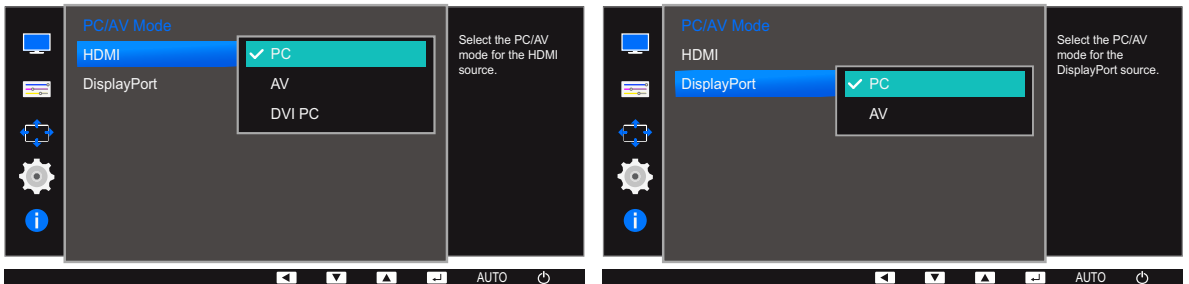 PC/AV Mode
HDMI
DisplayPort
PC
AV
DVI PC
Select the PC/AV
mode for the HDMI
source.
AUTO
PC/AV Mode
HDMI
DisplayPort
PC
AV
Select the PC/AV
mode for the
DisplayPort source.
AUTO